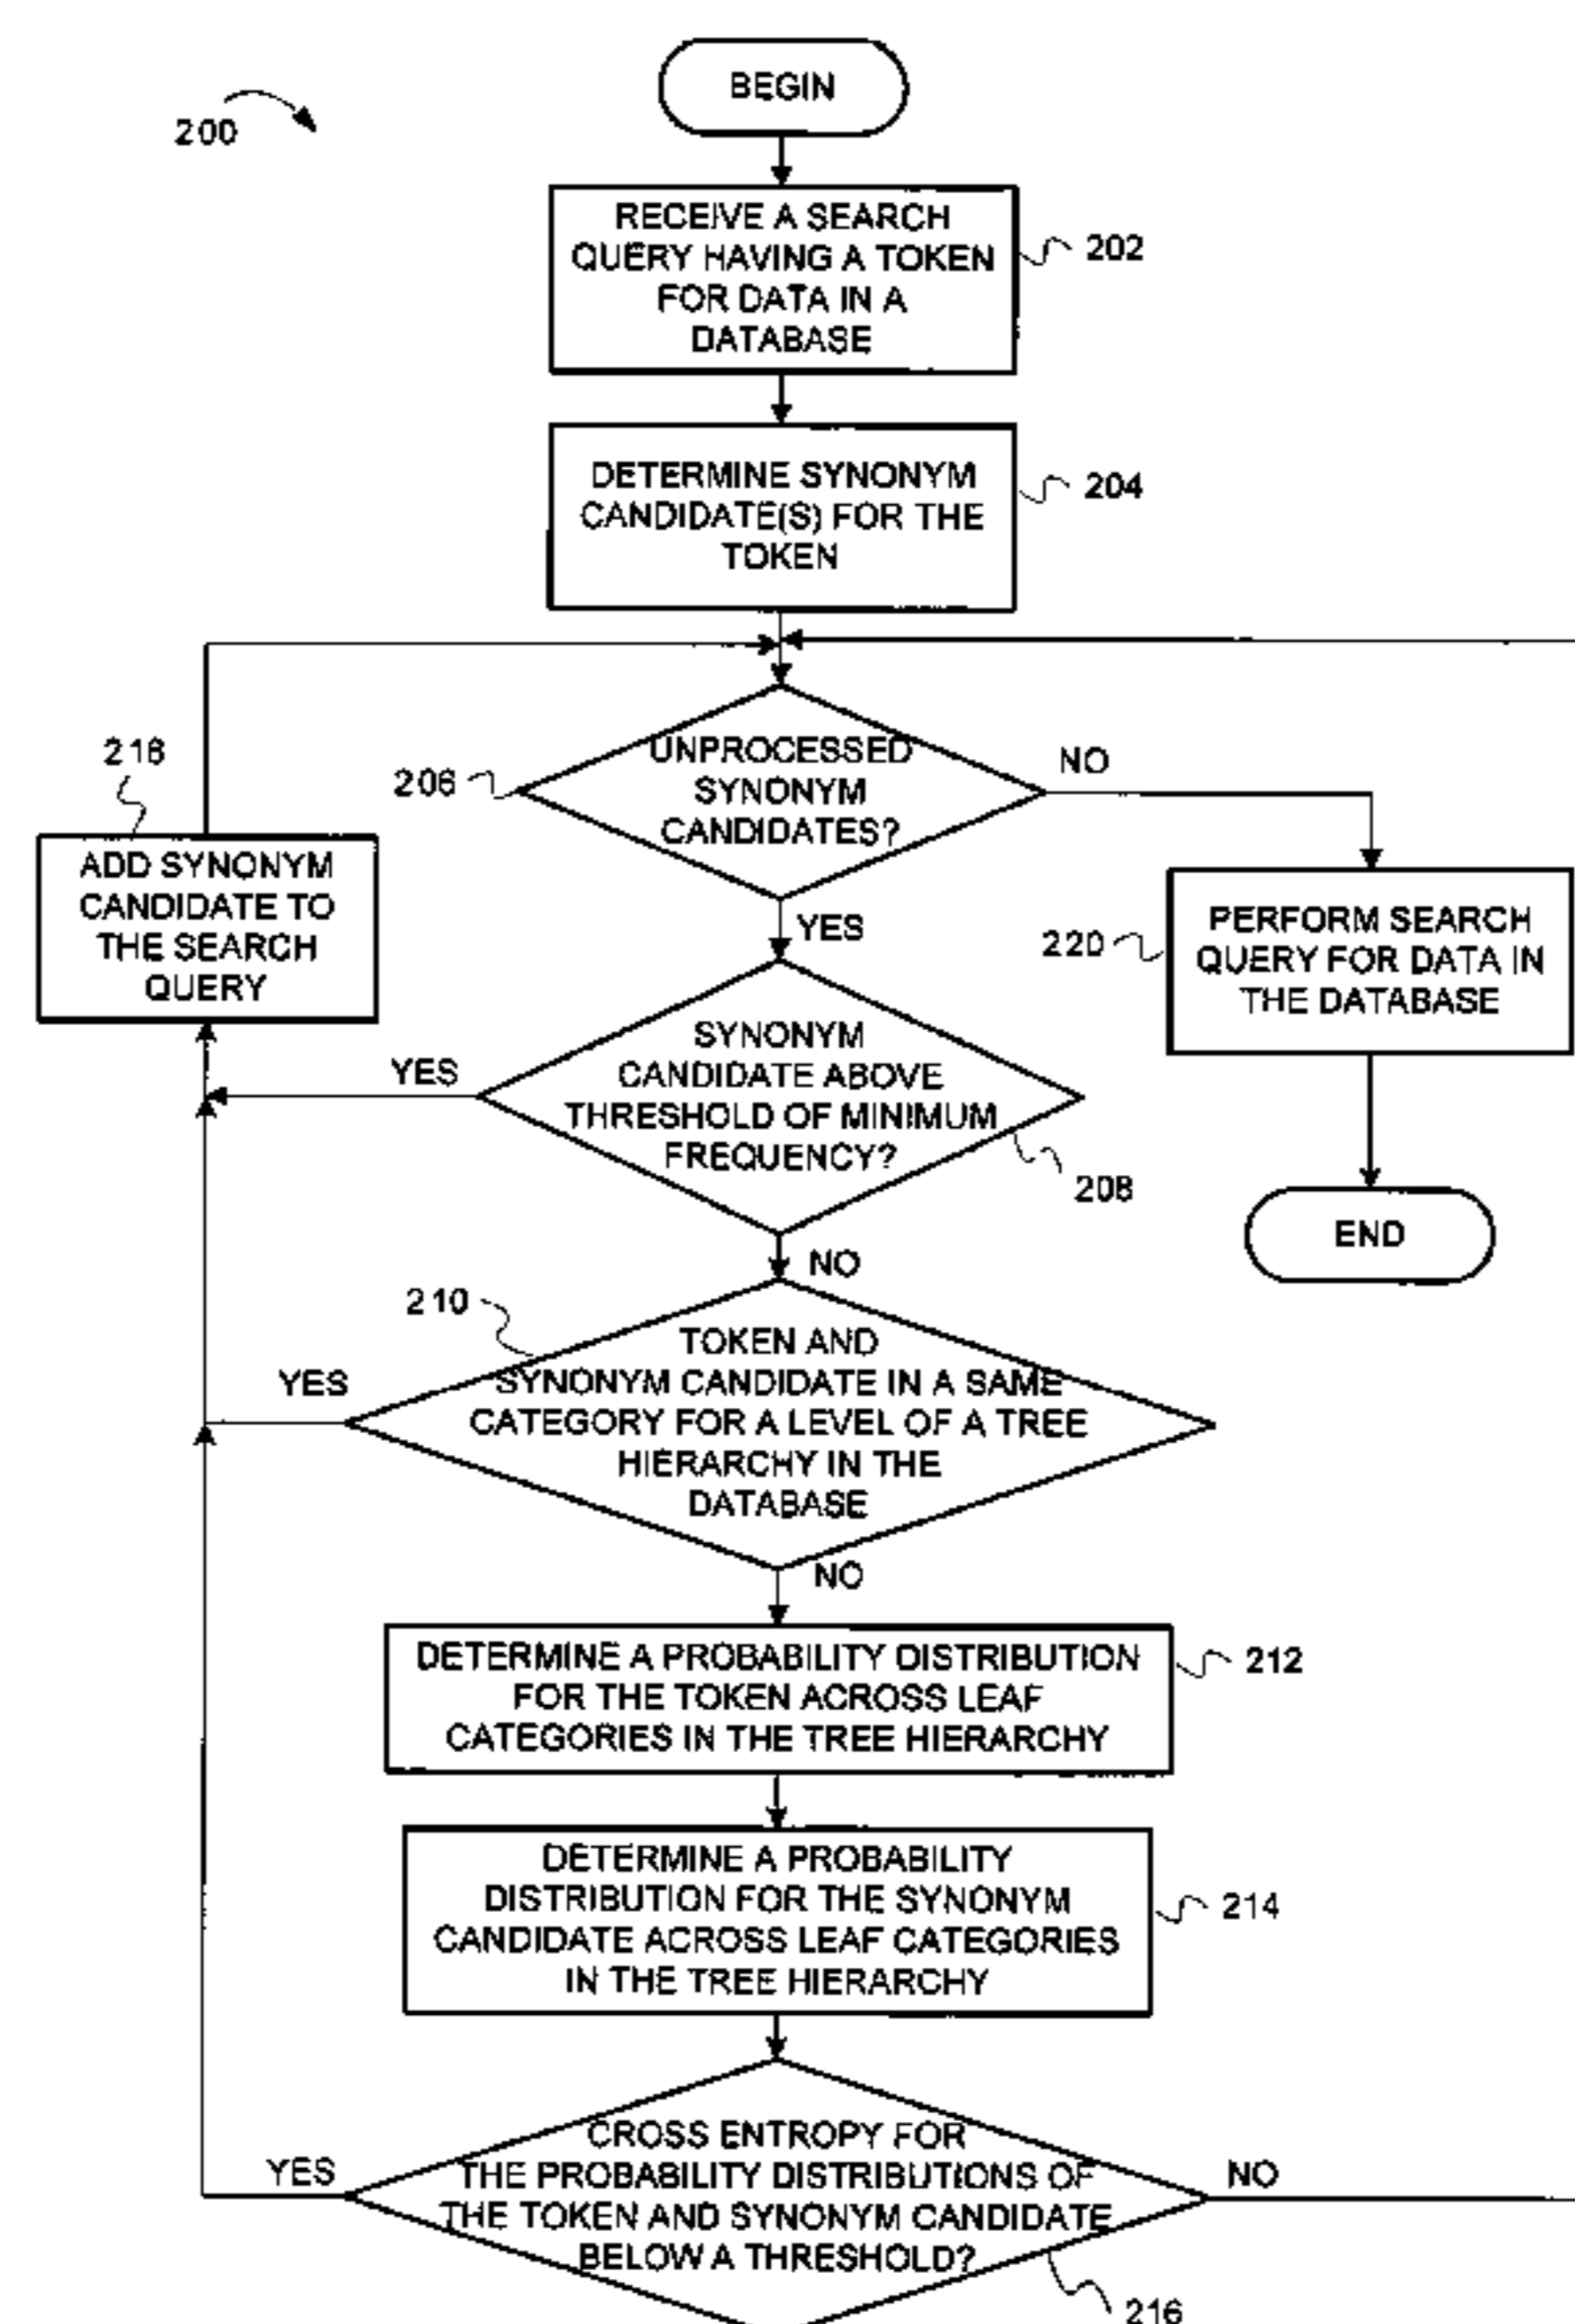 200
BEGIN
RECEIVE A SEARCH
QUERY HAVING A TOKEN
FOR DATA IN A
DATABASE
202
DETERMINE SYNONYM
CANDIDATE(S) FOR THE
TOKEN
204
UNPROCESSED
SYNONYM
CANDIDATES?
206
NO
YES
218
ADD SYNONYM
CANDIDATE TO
THE SEARCH
QUERY
220
PERFORM SEARCH
QUERY FOR DATA IN
THE DATABASE
END
SYNONYM
CANDIDATE ABOVE
THRESHOLD OF MINIMUM
FREQUENCY?
YES
208
NO
210
TOKEN AND
SYNONYM CANDIDATE IN A SAME
CATEGORY FOR A LEVEL OF A TREE
HIERARCHY IN THE
DATABASE
YES
NO
DETERMINE A PROBABILITY DISTRIBUTION
FOR THE TOKEN ACROSS LEAF
CATEGORIES IN THE TREE HIERARCHY
212
DETERMINE A PROBABILITY
DISTRIBUTION FOR THE SYNONYM
CANDIDATE ACROSS LEAF CATEGORIES
IN THE TREE HIERARCHY
214
CROSS ENTROPY FOR
THE PROBABILITY DISTRIBUTIONS OF
THE TOKEN AND SYNONYM CANDIDATE
BELOW A THRESHOLD?
YES
NO
216